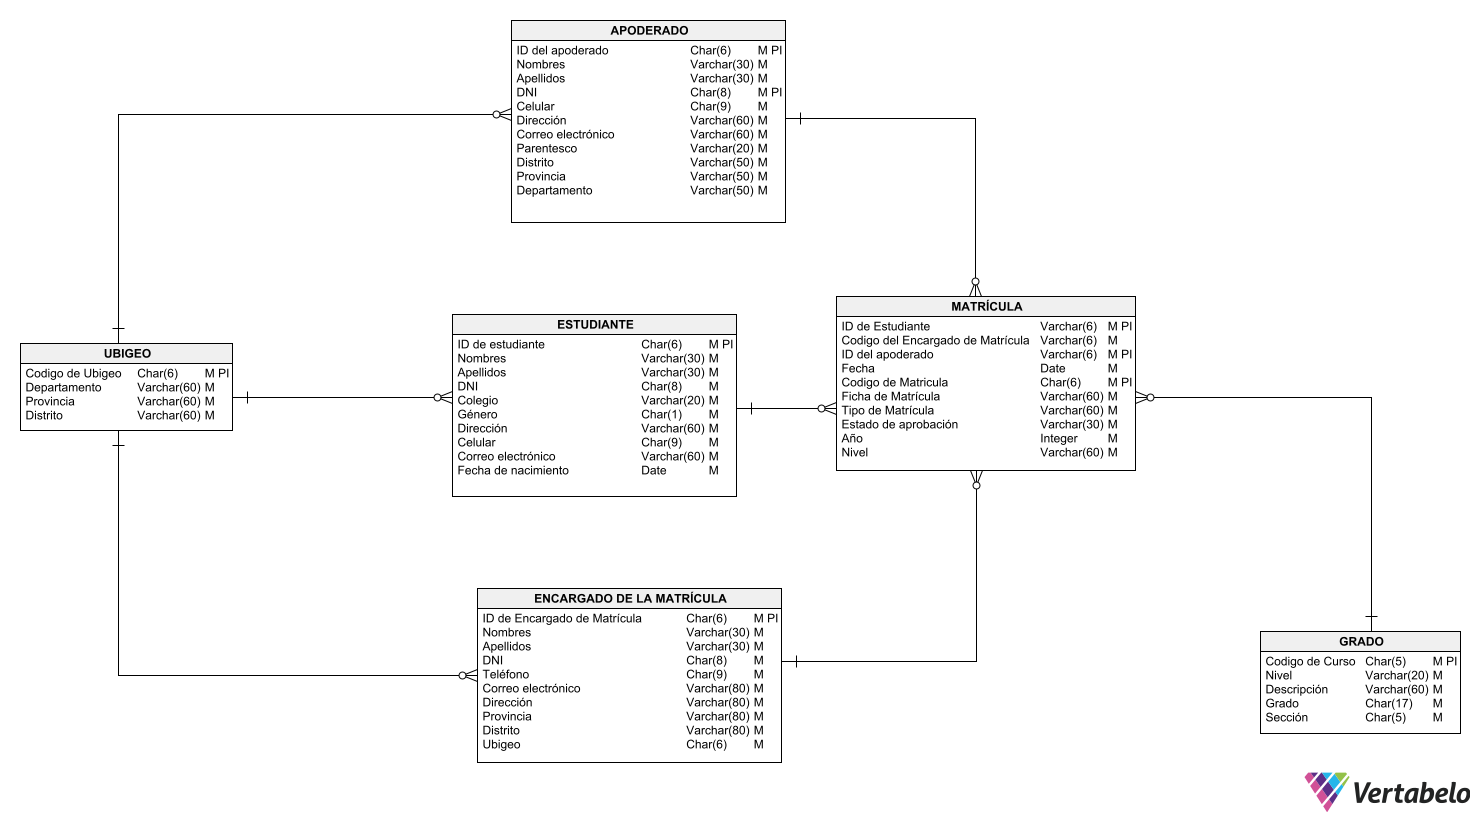 APODERADO
ID del apoderado Char(6) M PI
Nombres Varchar(30) M
Apellidos Varchar(30) M
DNI Char(8) M PI
Celular Char(9) M
Dirección Varchar(60) M
Correo electrónico Varchar(60) M
Parentesco Varchar(20) M
Distrito Varchar(50) M
Provincia Varchar(50) M
Departamento Varchar(50) M
UBIGEO
Codigo de Ubigeo Char(6) M PI
Departamento Varchar(60) M
Provincia Varchar(60) M
Distrito Varchar(60) M
ESTUDIANTE
ID de estudiante Char(6) M PI
Nombres Varchar(30) M
Apellidos Varchar(30) M
DNI Char(8) M
Colegio Varchar(20) M
Género Char(1) M
Dirección Varchar(60) M
Celular Char(9) M
Correo electrónico Varchar(60) M
Fecha de nacimiento Date M
MATRÍCULA
ID de Estudiante Varchar(6) M PI
Codigo del Encargado de Matrícula Varchar(6) M
ID del apoderado Varchar(6) M PI
Fecha Date M
Codigo de Matricula Char(6) M PI
Ficha de Matrícula Varchar(60) M
Tipo de Matrícula Varchar(60) M
Estado de aprobación Varchar(30) M
Año Integer M
Nivel Varchar(60) M
ENCARGADO DE LA MATRÍCULA
ID de Encargado de Matrícula Char(6) M PI
Nombres Varchar(30) M
Apellidos Varchar(30) M
DNI Char(8) M
Teléfono Char(9) M
Correo electrónico Varchar(80) M
Dirección Varchar(80) M
Provincia Varchar(80) M
Distrito Varchar(80) M
Ubigeo Char(6) M
GRADO
Codigo de Curso Char(5) M PI
Nivel Varchar(20) M
Descripción Varchar(60) M
Grado Char(17) M
Sección Char(5) M
Vertabelo